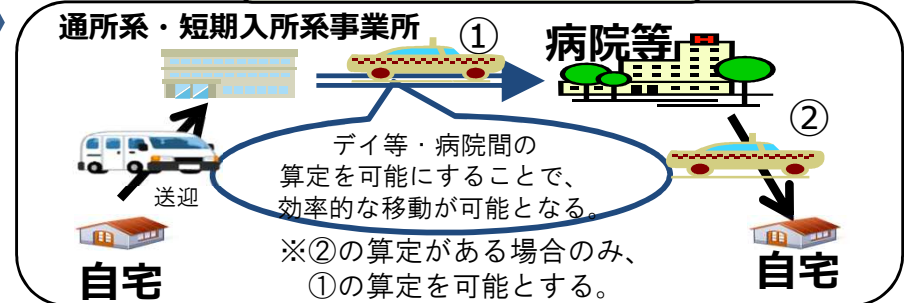 通所系・短期入所系事業所
①
病院等
②
デイ等・病院間の
算定を可能にすることで、
効率的な移動が可能となる。
送迎
※②の算定がある場合のみ、
①の算定を可能とする。
自宅
自宅